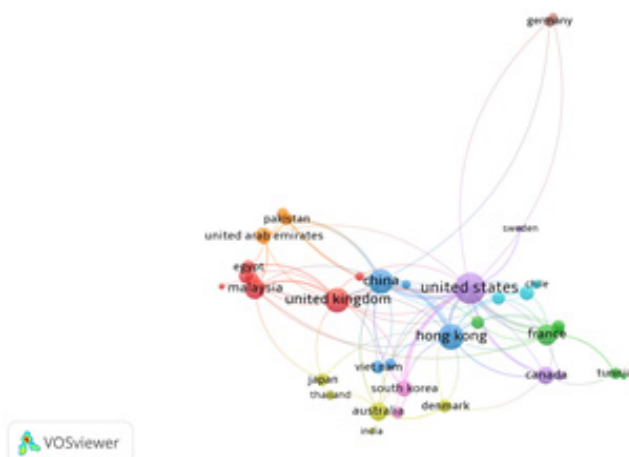 germany
pakistan
sweden
united arab emirates
egypt
china
malaysia
united states
chile
united kingdom
hong kong
france
viet nam
japan
south korea
canada
tunisia
thailand
australia
denmark
india
VOSviewer